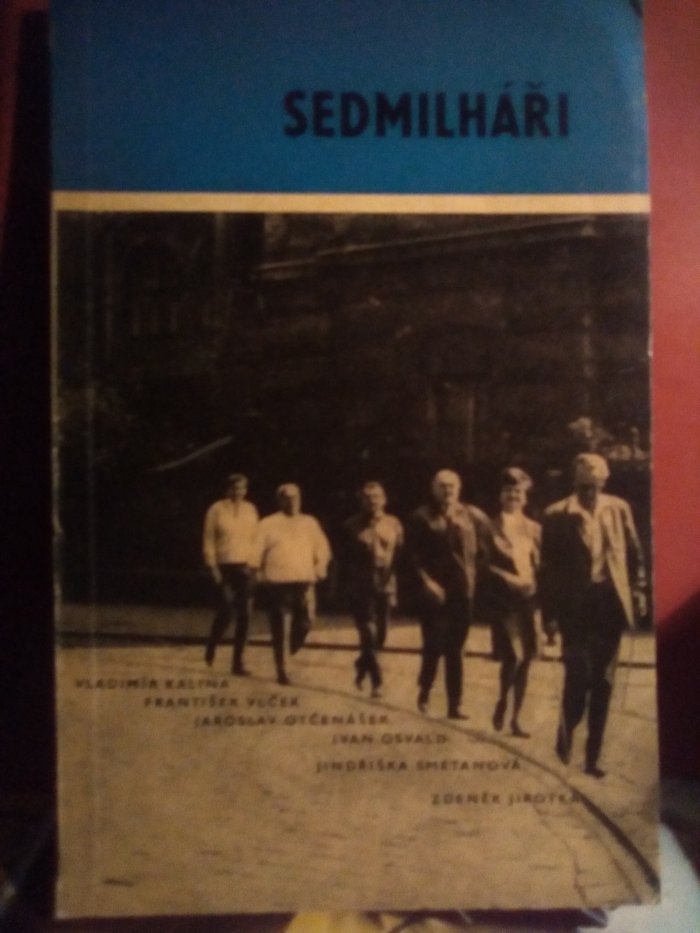 SEDMILHÁŘI
VLADIMÍR KALINA
FRANTIŠEK VLČEK
JAROSLAV OTČENÁŠEK
IVAN OSVALD
JINDŘIŠKA SMETANOVÁ
ZDENĚK JIROTKA